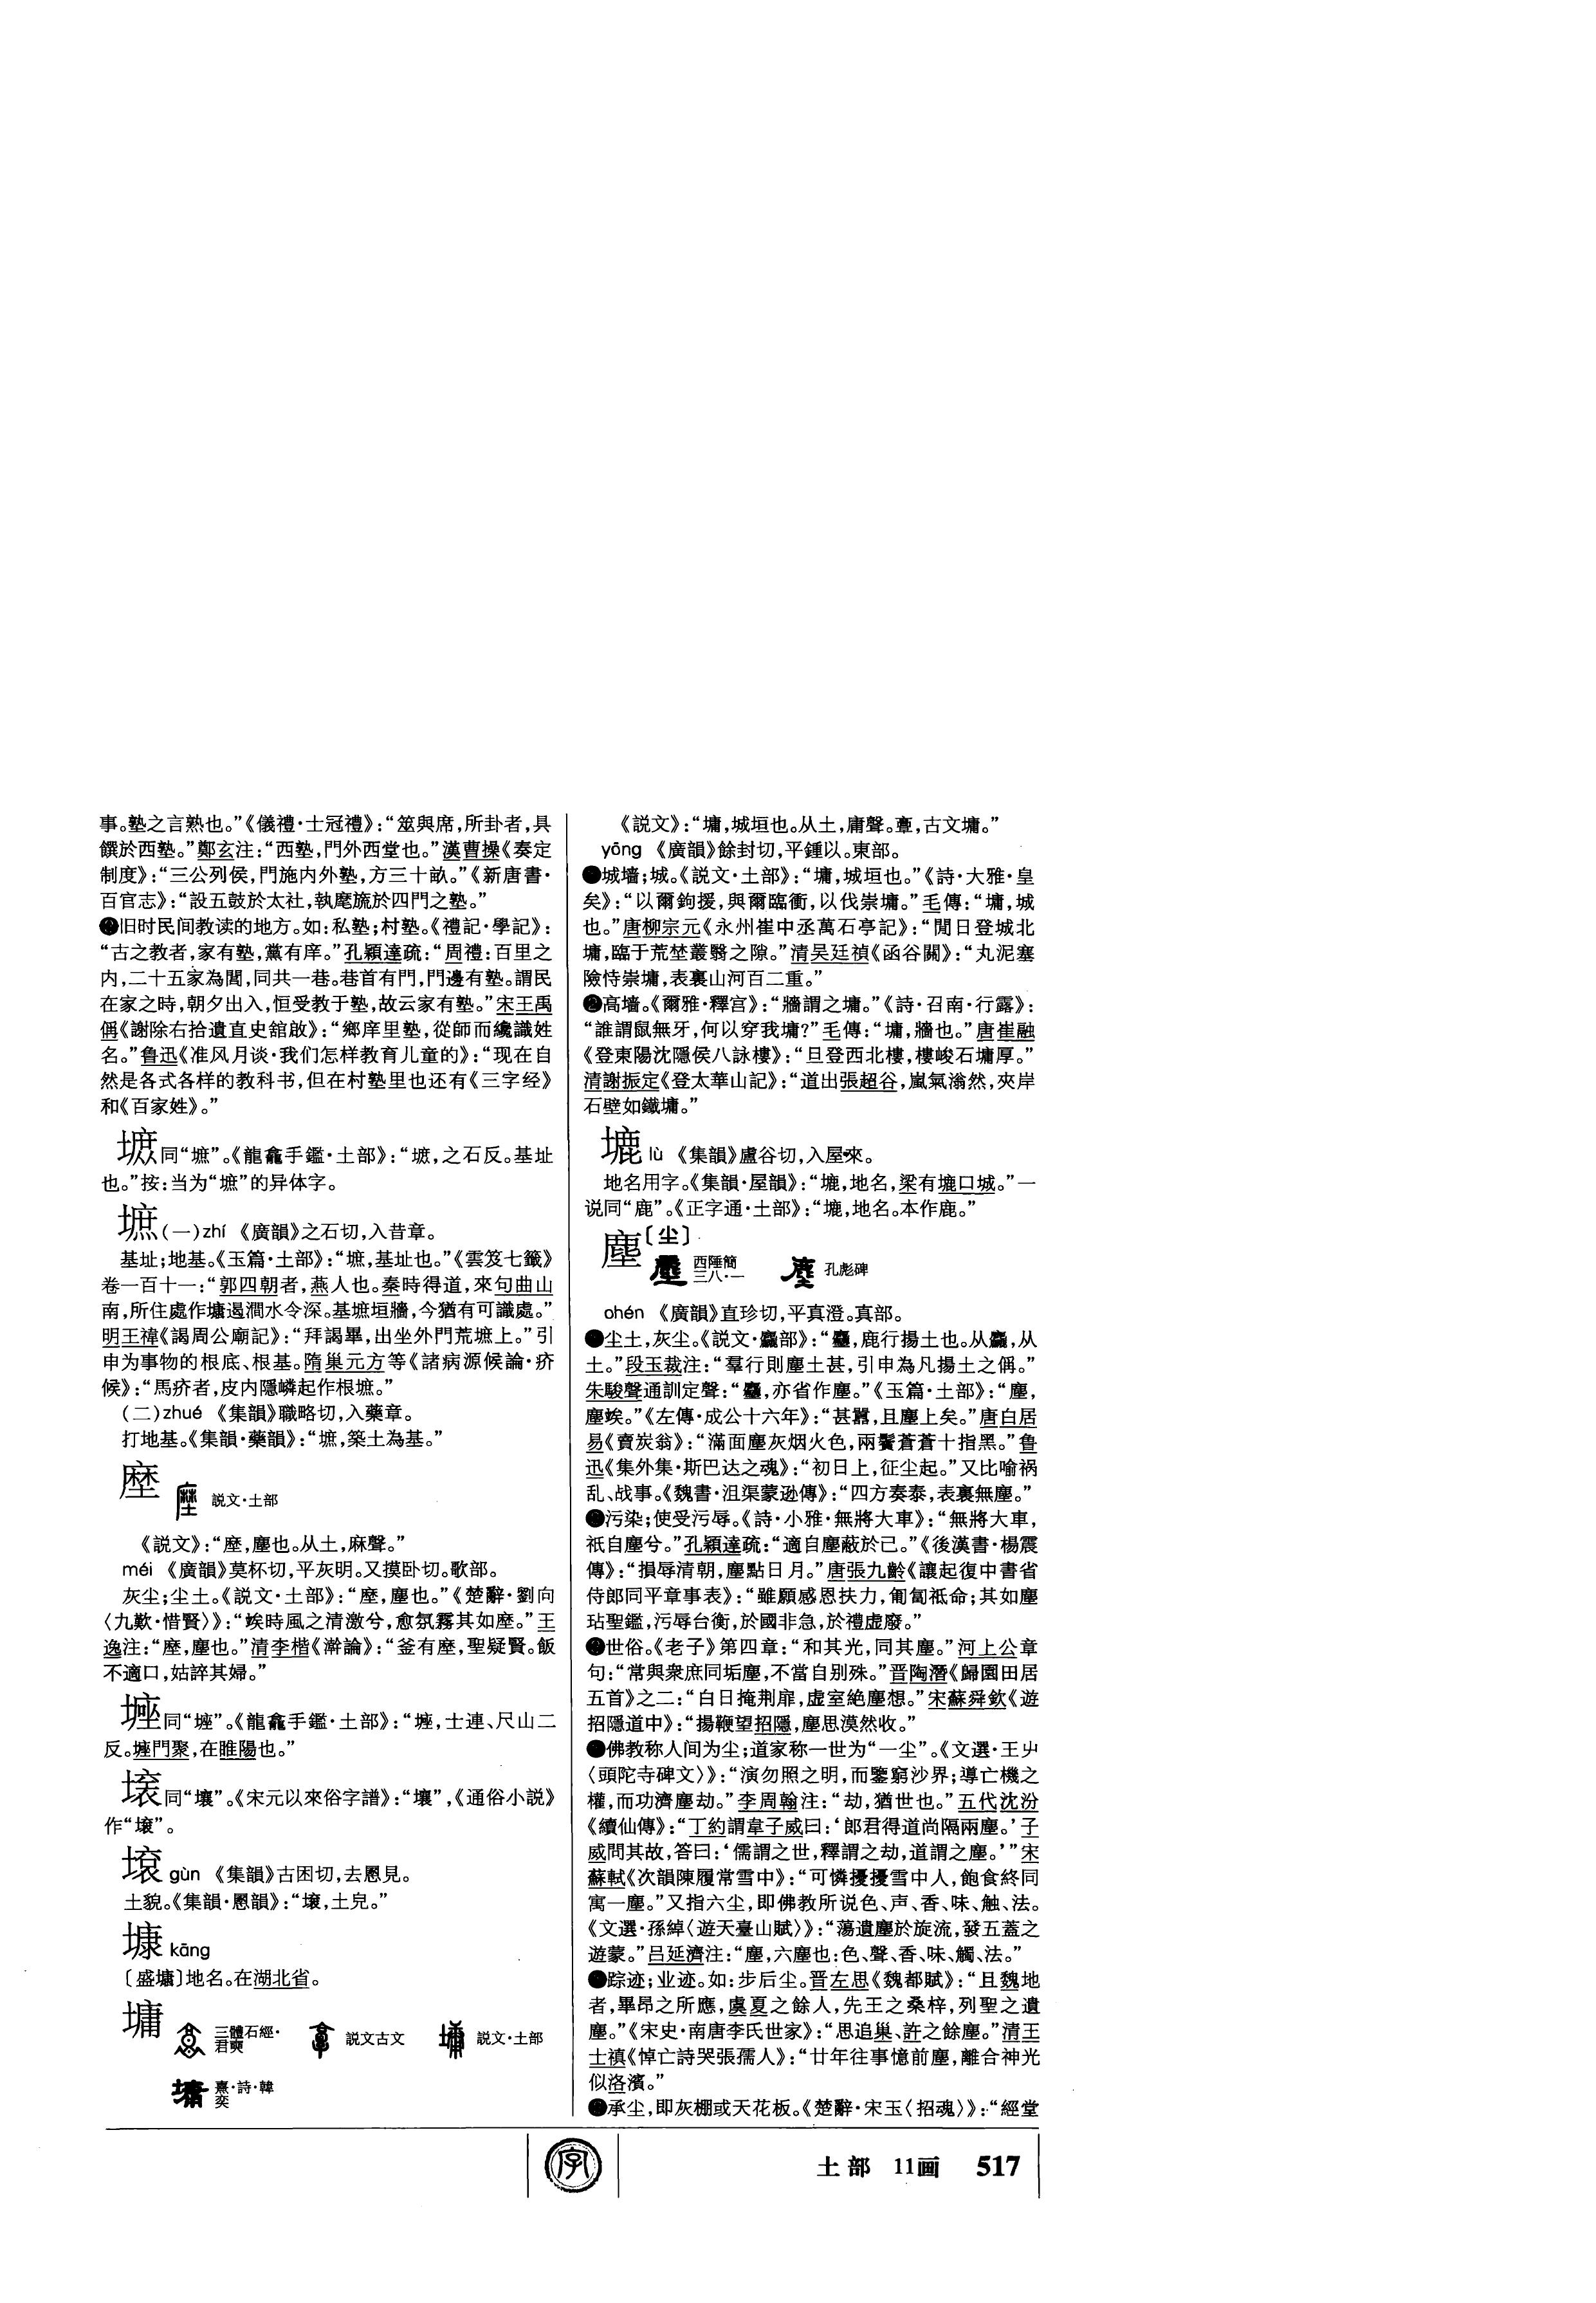 事。塾之言熟也。”《儀禮·士冠禮》：“筮與席，所卦者，具
饌於西塾。”鄭玄注：“西塾，門外西堂也。”漢曹操《奏定
制度》：“三公列侯，門施内外塾，方三十畝。”《新唐書·
百官志》：“設五鼓於太社，執麾旒於四門之塾。”
旧时民间教读的地方。如：私塾；村塾。《禮記·學記》：
“古之教者，家有塾，黨有庠。”孔穎達疏：“周禮：百里之
内，二十五家為閭，同共一巷。巷首有門，門邊有塾。謂民
在家之時，朝夕出入，恒受教于塾，故云家有塾。”宋王禹
偁《謝除右拾遺直史舘啟》：“鄉庠里塾，從師而纔識姓
名。”鲁迅《准风月谈·我们怎样教育儿童的》：“现在自
然是各式各样的教科书，但在村塾里也还有《三字经》
和《百家姓》。”
同“墌”。《龍龕手鑑·土部》：“，之石反。基址
也。”按：当为“墌”的异体字。
墌(一)zhí 《廣韻》之石切，入昔章。
基址；地基。《玉篇·土部》：“墌，基址也。”《雲笈七籤》
卷一百十一：“郭四朝者，燕人也。秦時得道，來句曲山
南，所住處作塘遏澗水令深。基墌垣牆，今猶有可識處。”
明王禕《謁周公廟記》：“拜謁畢，出坐外門荒墌上。”引
申为事物的根底、根基。隋巢元方等《諸病源候論·疥
候》：“馬疥者，皮内隱嶙起作根墌。”
(二)zhuó 《集韻》職略切，入藥章。
打地基。《集韻·藥韻》：“墌，築土為基。”
塺 説文·土部
《説文》：“塺，塵也。从土，麻聲。”
méi 《廣韻》莫杯切，平灰明。又摸卧切。歌部。
灰尘；尘土。《説文·土部》：“塺，塵也。”《楚辭·劉向
〈九歎·惜賢〉》：“竢時風之清激兮，愈氛霧其如塺。”王
逸注：“塺，塵也。”清李楷《澣論》：“釜有塺，聖疑賢。飯
不適口，姑誶其婦。”
同“堙”。《龍龕手鑑·土部》：“，士連、尺山二
反。門聚，在睢陽也。”
同“壤”。《宋元以來俗字譜》：“壤”，《通俗小説》
作“”。
gùn 《集韻》古困切，去慁見。
土貌。《集韻·慁韻》：“，土皃。”
kāng
〔盛〕地名。在湖北省。
墉 三體石經·君奭 説文古文 説文·土部
熹·詩·韓奕
《説文》：“墉，城垣也。从土，庸聲。𩫖，古文墉。”
yōng 《廣韻》餘封切，平鍾以。東部。
城墙；城。《説文·土部》：“墉，城垣也。”《詩·大雅·皇
矣》：“以爾鉤援，與爾臨衝，以伐崇墉。”毛傳：“墉，城
也。”唐柳宗元《永州崔中丞萬石亭記》：“閒日登城北
墉，臨于荒埜叢翳之隙。”清吴廷禎《函谷關》：“丸泥塞
險恃崇墉，表裏山河百二重。”
❷高墙。《爾雅·釋宫》：“牆謂之墉。”《詩·召南·行露》：
“誰謂鼠無牙，何以穿我墉？”毛傳：“墉，牆也。”唐崔融
《登東陽沈隱侯八詠樓》：“旦登西北樓，樓峻石墉厚。”
清謝振定《登太華山記》：“道出張超谷，嵐氣滃然，夾岸
石壁如鐵墉。”
塶 lù 《集韻》盧谷切，入屋來。
地名用字。《集韻·屋韻》：“塶，地名，梁有塶口城。”一
说同“鹿”。《正字通·土部》：“塶，地名。本作鹿。”
塵〔尘〕
西陲簡三八·一 孔彪碑
chén 《廣韻》直珍切，平真澄。真部。
尘土，灰尘。《説文·麤部》：“𪋻，鹿行揚土也。从麤，从
土。”段玉裁注：“羣行則塵土甚，引申為凡揚土之偁。”
朱駿聲通訓定聲：“𪋻，亦省作塵。”《玉篇·土部》：“塵，
塵埃。”《左傳·成公十六年》：“甚囂，且塵上矣。”唐白居
易《賣炭翁》：“滿面塵灰烟火色，兩鬢蒼蒼十指黑。”鲁
迅《集外集·斯巴达之魂》：“初日上，征尘起。”又比喻祸
乱、战事。《魏書·沮渠蒙遜傳》：“四方奏泰，表裏無塵。”
污染；使受污辱。《詩·小雅·無將大車》：“無將大車，
祇自塵兮。”孔穎達疏：“適自塵蔽於己。”《後漢書·楊震
傳》：“損辱清朝，塵點日月。”唐張九齡《讓起復中書省
侍郎同平章事表》：“雖願感恩扶力，匍匐祗命；其如塵
玷聖鑑，污辱台衡，於國非急，於禮虚廢。”
世俗。《老子》第四章：“和其光，同其塵。”河上公章
句：“常與衆庶同垢塵，不當自别殊。”晋陶潛《歸園田居
五首》之二：“白日掩荆扉，虚室絶塵想。”宋蘇舜欽《遊
招隱道中》：“揚鞭望招隱，塵思漠然收。”
佛教称人间为尘；道家称一世为“一尘”。《文選·王屮
〈頭陀寺碑文〉》：“演勿照之明，而鑒窮沙界；導亡機之
權，而功濟塵劫。”李周翰注：“劫，猶世也。”五代沈汾
《續仙傳》：“丁約謂韋子威曰：‘郎君得道尚隔兩塵。’子
威問其故，答曰：‘儒謂之世，釋謂之劫，道謂之塵。’”宋
蘇軾《次韻陳履常雪中》：“可憐擾擾雪中人，飽食終同
寓一塵。”又指六尘，即佛教所说色、声、香、味、触、法。
《文選·孫綽〈遊天臺山賦〉》：“蕩遺塵於旋流，發五蓋之
遊蒙。”吕延濟注：“塵，六塵也：色、聲、香、味、觸、法。”
踪迹；业迹。如：步后尘。晋左思《魏都賦》：“且魏地
者，畢昴之所應，虞夏之餘人，先王之桑梓，列聖之遺
塵。”《宋史·南唐李氏世家》：“思追巢、許之餘塵。”清王
士禛《悼亡詩哭張孺人》：“廿年往事憶前塵，離合神光
似洛濱。”
承尘，即灰棚或天花板。《楚辭·宋玉〈招魂〉》：“經堂
字
土部 11画 517